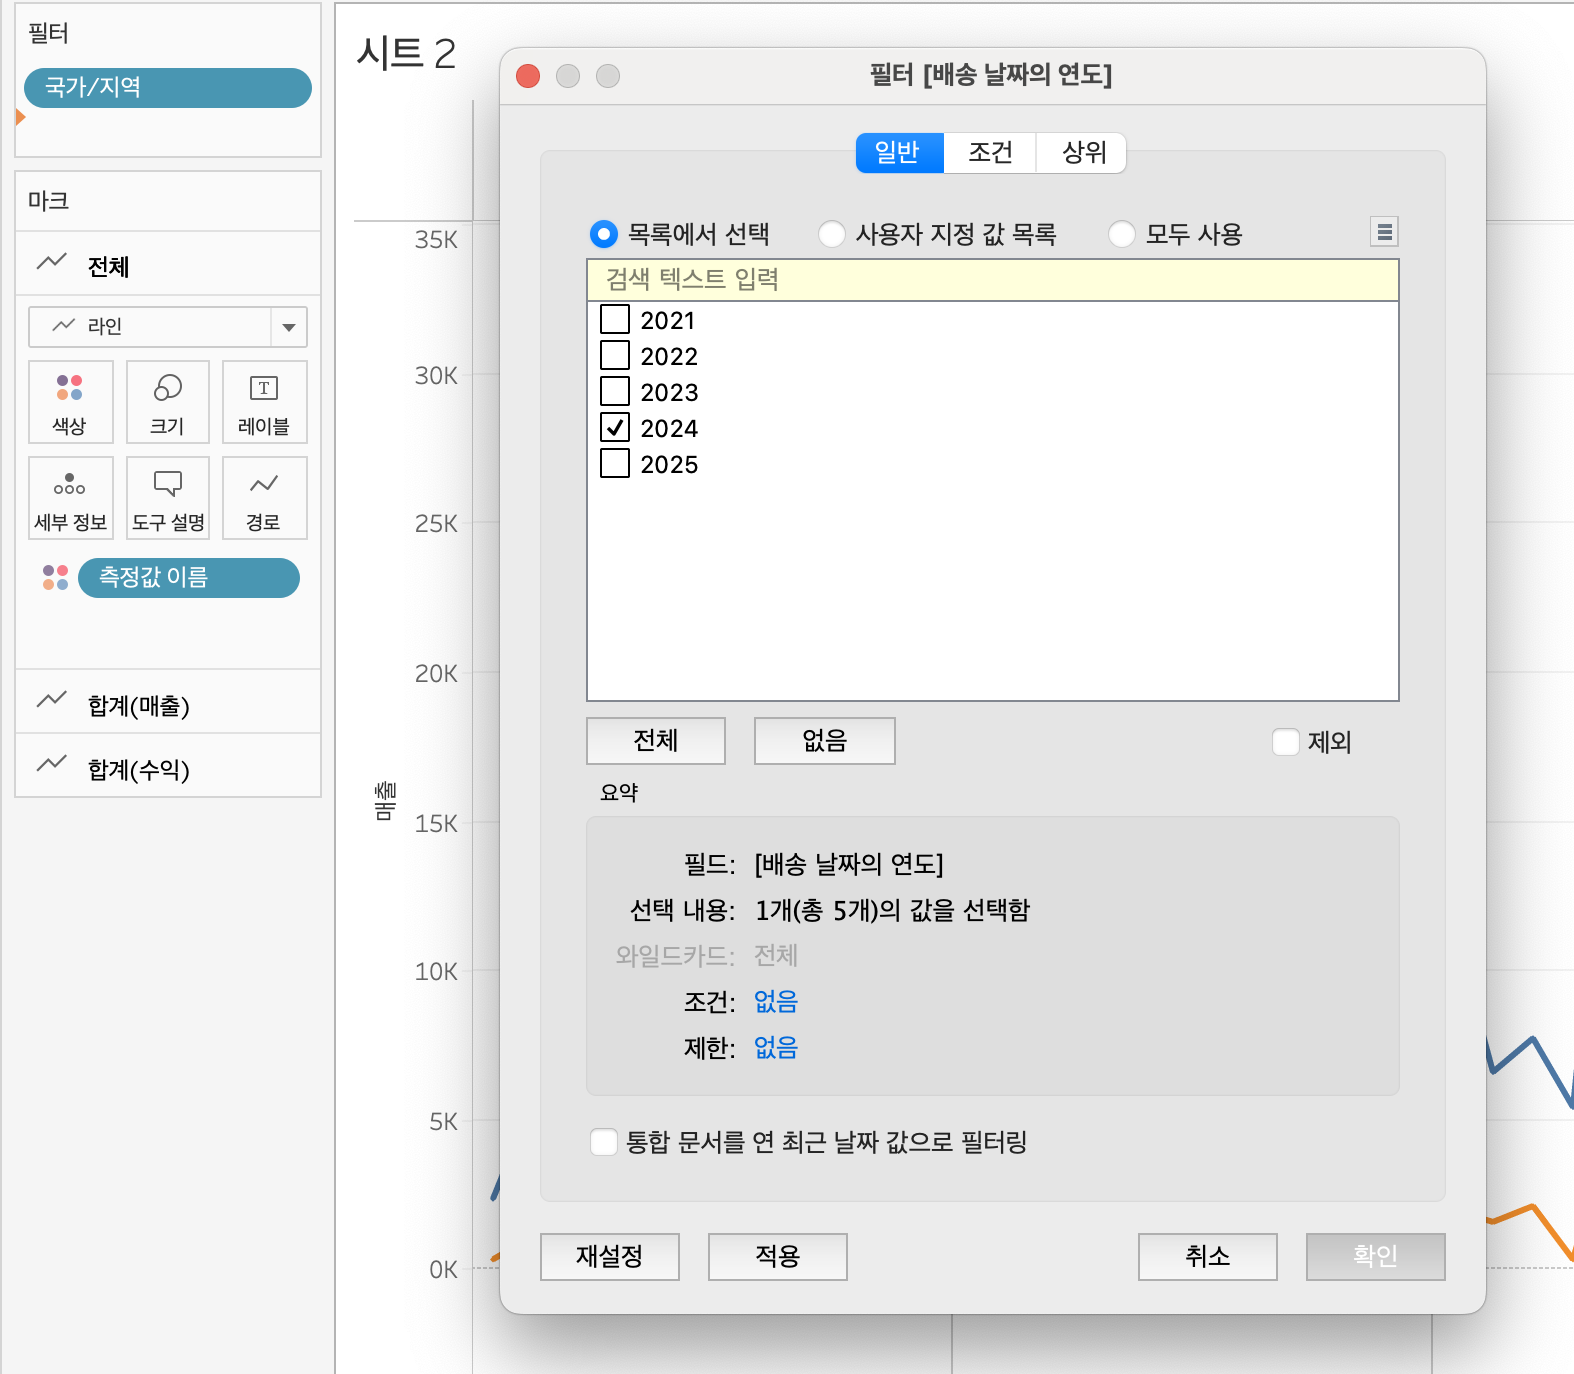 필터
국가/지역
마크
전체
라인
색상
크기
레이블
세부 정보
도구 설명
경로
측정값 이름
합계(매출)
합계(수익)
시트 2
35K
30K
25K
20K
15K
10K
5K
0K
매출
필터 [배송 날짜의 연도]
일반
조건
상위
목록에서 선택
사용자 지정 값 목록
모두 사용
검색 텍스트 입력
2021
2022
2023
2024
2025
전체
없음
제외
요약
필드: [배송 날짜의 연도]
선택 내용: 1개(총 5개)의 값을 선택함
와일드카드: 전체
조건: 없음
제한: 없음
통합 문서를 연 최근 날짜 값으로 필터링
재설정
적용
취소
확인